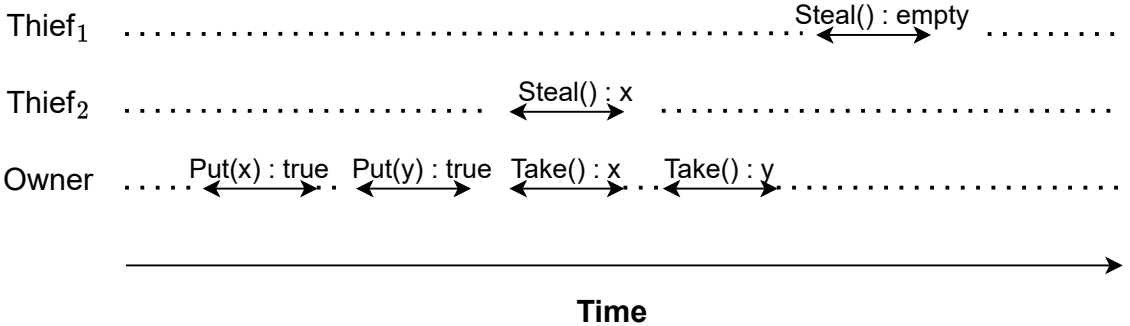 Thief₁ Steal() : empty
Thief₂ Steal() : x
Owner Put(x) : true Put(y) : true Take() : x Take() : y
Time